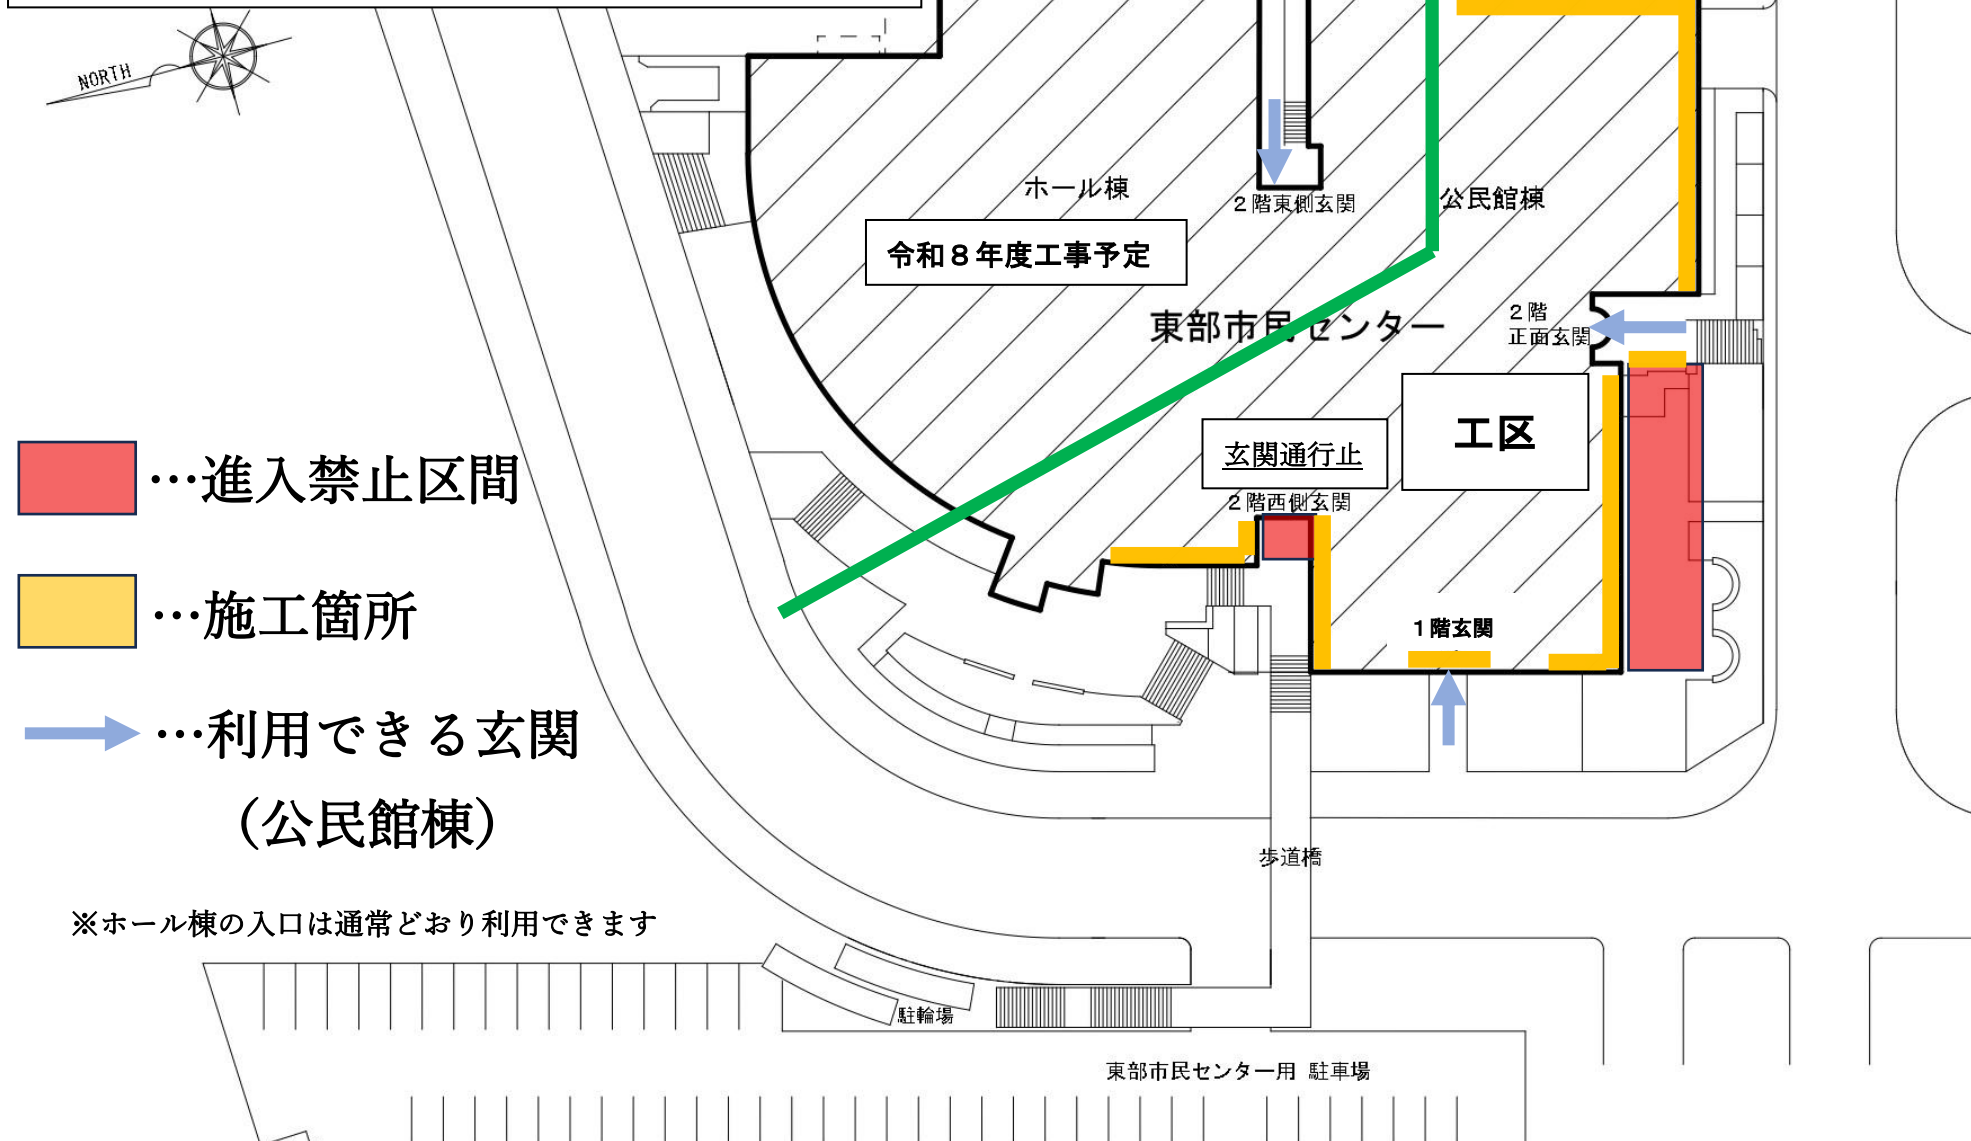 NORTH
ホール棟
2階東側玄関
公民館棟
令和8年度工事予定
東部市民センター
2階
正面玄関
工区
玄関通行止
2階西側玄関
1階玄関
…進入禁止区間
…施工箇所
…利用できる玄関
(公民館棟)
※ホール棟の入口は通常どおり利用できます
歩道橋
駐輪場
東部市民センター用 駐車場